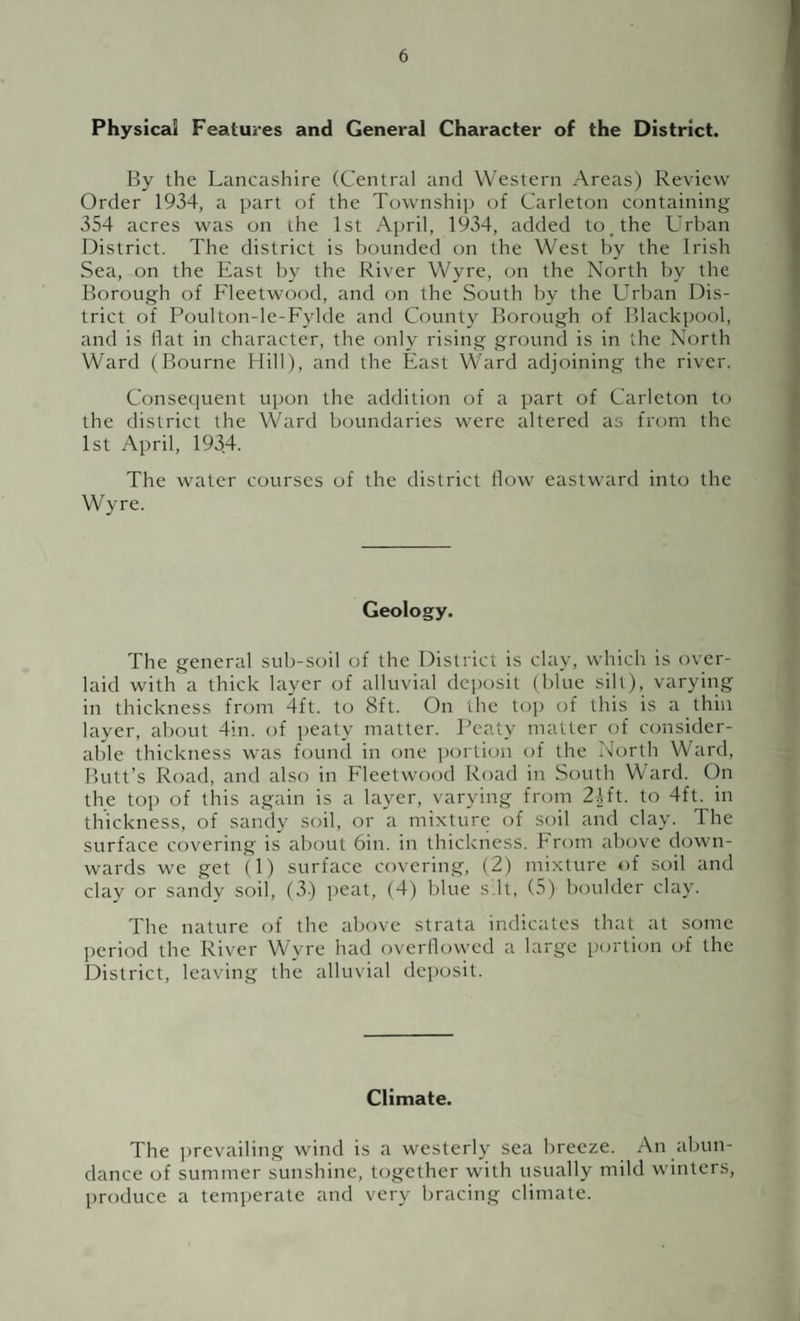 6
Physical Features and General Character of the District.
By the Lancashire (Central and Western Areas) Review
Order 1934, a part of the Township of Carleton containing
354 acres was on the 1st April, 1934, added to the Urban
District. The district is bounded on the West by the Irish
Sea, on the East by the River Wyre, on the North by the
Borough of Fleetwood, and on the South by the Urban Dis-
trict of Poulton-le-Fylde and County Borough of Blackpool,
and is flat in character, the only rising ground is in the North
Ward (Bourne Hill), and the East Ward adjoining the river.
Consequent upon the addition of a part of Carleton to
the district the Ward boundaries were altered as from the
1st April, 1934.
The water courses of the district flow eastward into the
Wyre.
Geology.
The general sub-soil of the District is clay, which is over-
laid with a thick layer of alluvial deposit (blue silt), varying
in thickness from 4ft. to 8ft. On the top of this is a thin
layer, about 4in. of peaty matter. Peaty matter of consider-
able thickness was found in one portion of the North Ward,
Butt's Road, and also in Fleetwood Road in South Ward. On
the top of this again is a layer, varying from 2½ft. to 4ft. in
thickness, of sandy soil, or a mixture of soil and clay. The
surface covering is about 6in. in thickness. From above down-
wards we get (1) surface covering, (2) mixture of soil and
clay or sandy soil, (3) peat, (4) blue silt, (5) boulder clay.
The nature of the above strata indicates that at some
period the River Wyre had overflowed a large portion of the
District, leaving the alluvial deposit.
Climate.
The prevailing wind is a westerly sea breeze. An abun-
dance of summer sunshine, together with usually mild winters,
produce a temperate and very bracing climate.